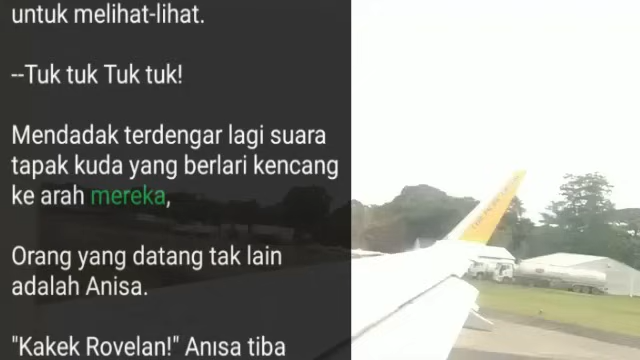 untuk melihat-lihat.
--Tuk tuk Tuk tuk!
Mendadak terdengar lagi suara
tapak kuda yang berlari kencang
ke arah mereka,
Orang yang datang tak lain
adalah Anisa.
"Kakek Rovelan!" Anısa tiba